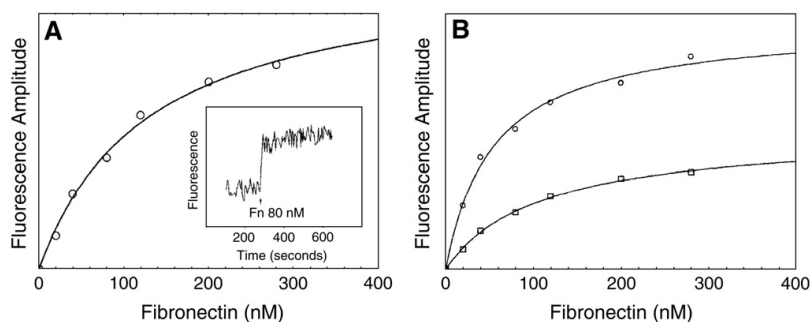 A
Fluorescence Amplitude
Fluorescence
Fn 80 nM
200 400 600
Time (seconds)
0 100 200 300 400
Fibronectin (nM)
B
Fluorescence Amplitude
0 100 200 300 400
Fibronectin (nM)